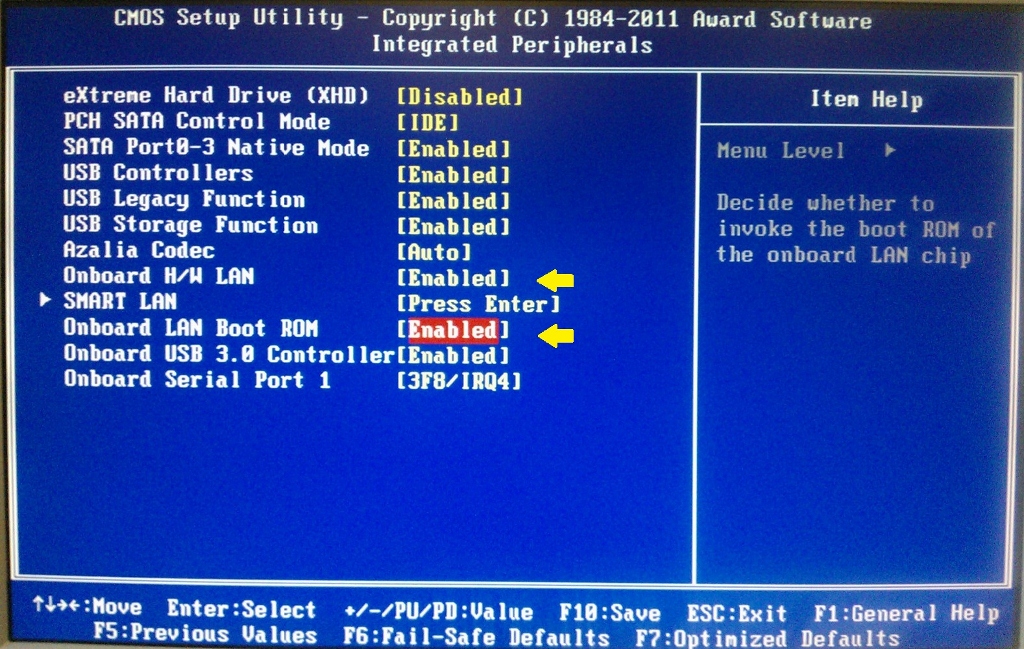 CMOS Setup Utility - Copyright (C) 1984-2011 Award Software
Integrated Peripherals
eXtreme Hard Drive (XHD) [Disabled]
PCH SATA Control Mode [IDE]
SATA Port0-3 Native Mode [Enabled]
USB Controllers [Enabled]
USB Legacy Function [Enabled]
USB Storage Function [Enabled]
Azalia Codec [Auto]
Onboard H/W LAN [Enabled]
SMART LAN [Press Enter]
Onboard LAN Boot ROM [Enabled]
Onboard USB 3.0 Controller[Enabled]
Onboard Serial Port 1 [3F8/IRQ4]
Item Help
Menu Level
Decide whether to
invoke the boot ROM of
the onboard LAN chip
↑↓→←:Move Enter:Select +/-/PU/PD:Value F10:Save ESC:Exit F1:General Help
F5:Previous Values F6:Fail-Safe Defaults F7:Optimized Defaults